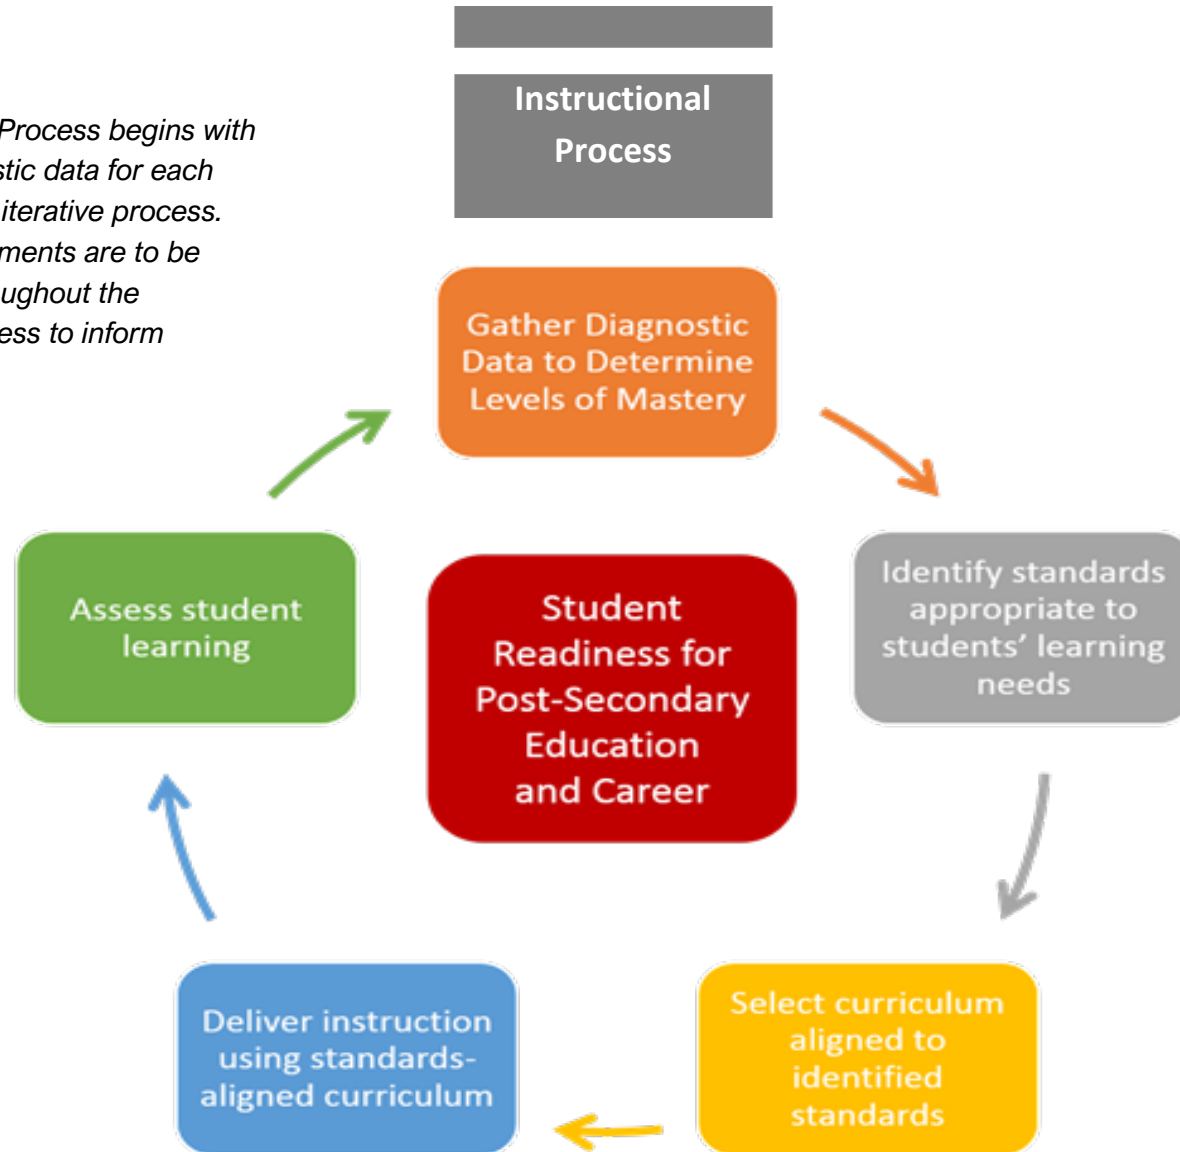 Instructional
Process
Process begins with
stic data for each
iterative process.
ments are to be
ughout the
ess to inform
Gather Diagnostic
Data to Determine
Levels of Mastery
Identify standards
appropriate to
students’ learning
needs
Select curriculum
aligned to
identified
standards
Deliver instruction
using standards-
aligned curriculum
Assess student
learning
Student
Readiness for
Post-Secondary
Education
and Career